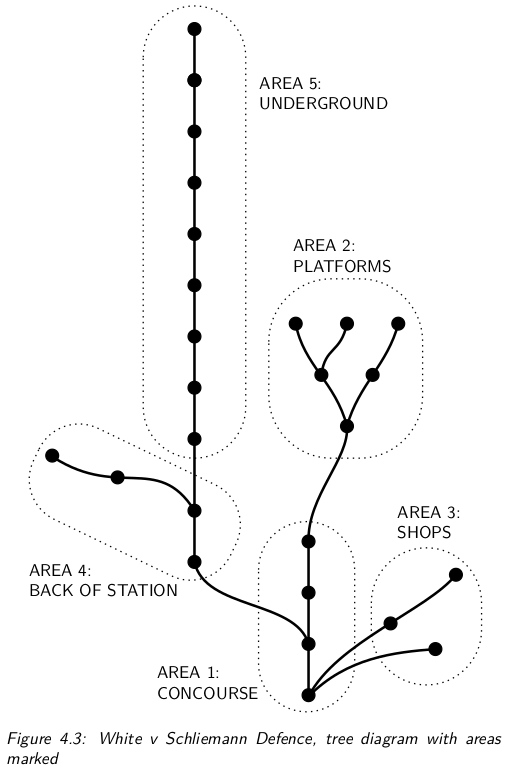 AREA 5:
UNDERGROUND
AREA 2:
PLATFORMS
AREA 3:
SHOPS
AREA 4:
BACK OF STATION
AREA 1:
CONCOURSE
Figure 4.3: White v Schliemann Defence, tree diagram with areas
marked